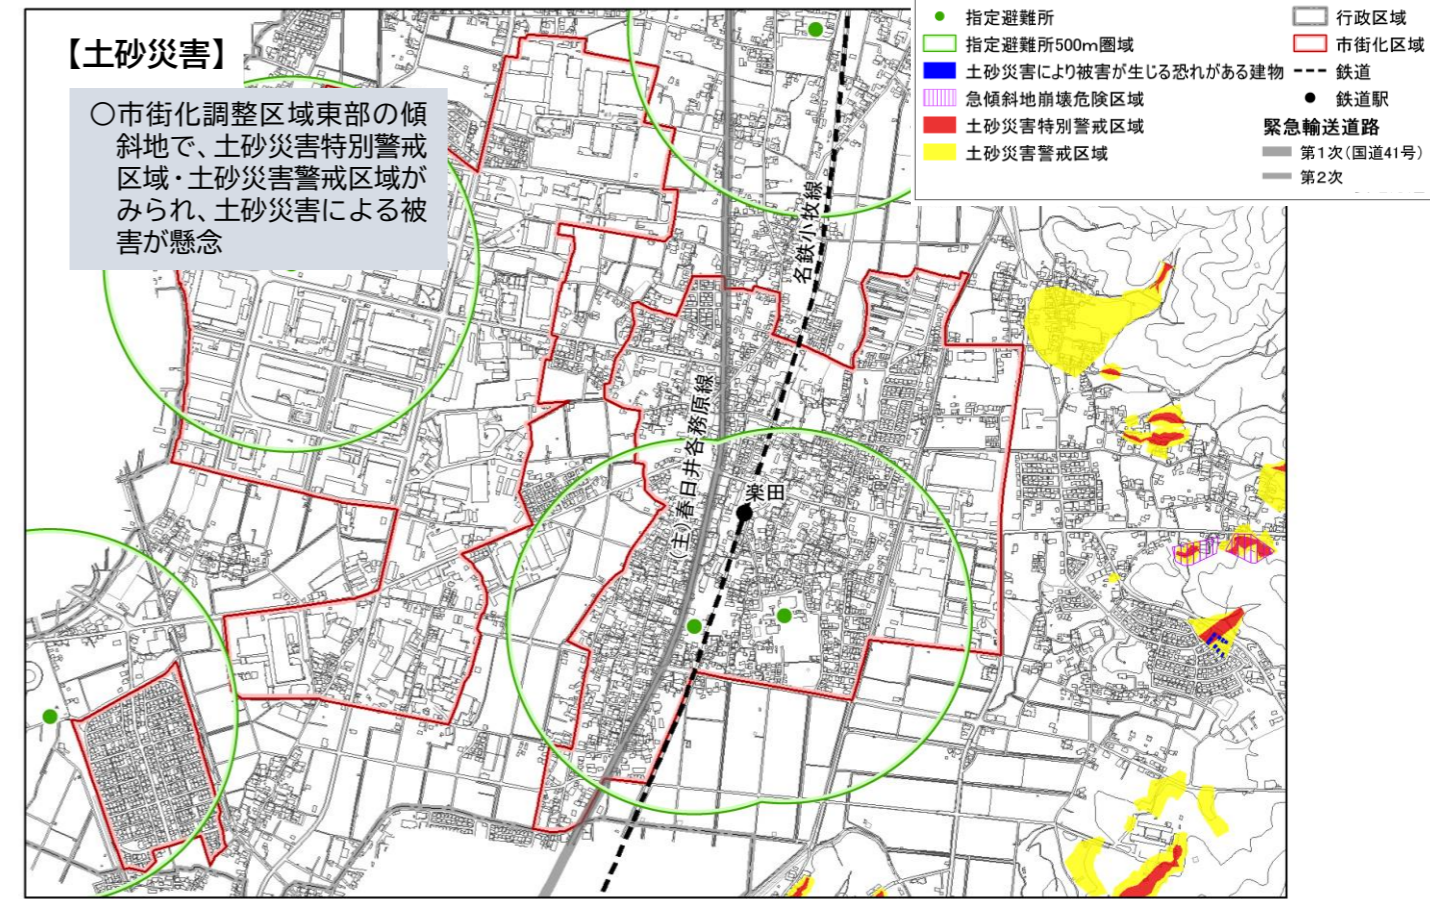 【土砂災害】
○市街化調整区域東部の傾
斜地で、土砂災害特別警戒
区域・土砂災害警戒区域が
みられ、土砂災害による被
害が懸念
指定避難所
指定避難所500m圏域
土砂災害により被害が生じる恐れがある建物
急傾斜地崩壊危険区域
土砂災害特別警戒区域
土砂災害警戒区域
行政区域
市街化区域
鉄道
鉄道駅
緊急輸送道路
第1次(国道41号)
第2次
名鉄小牧線
(主)春日井各務原線
楽田